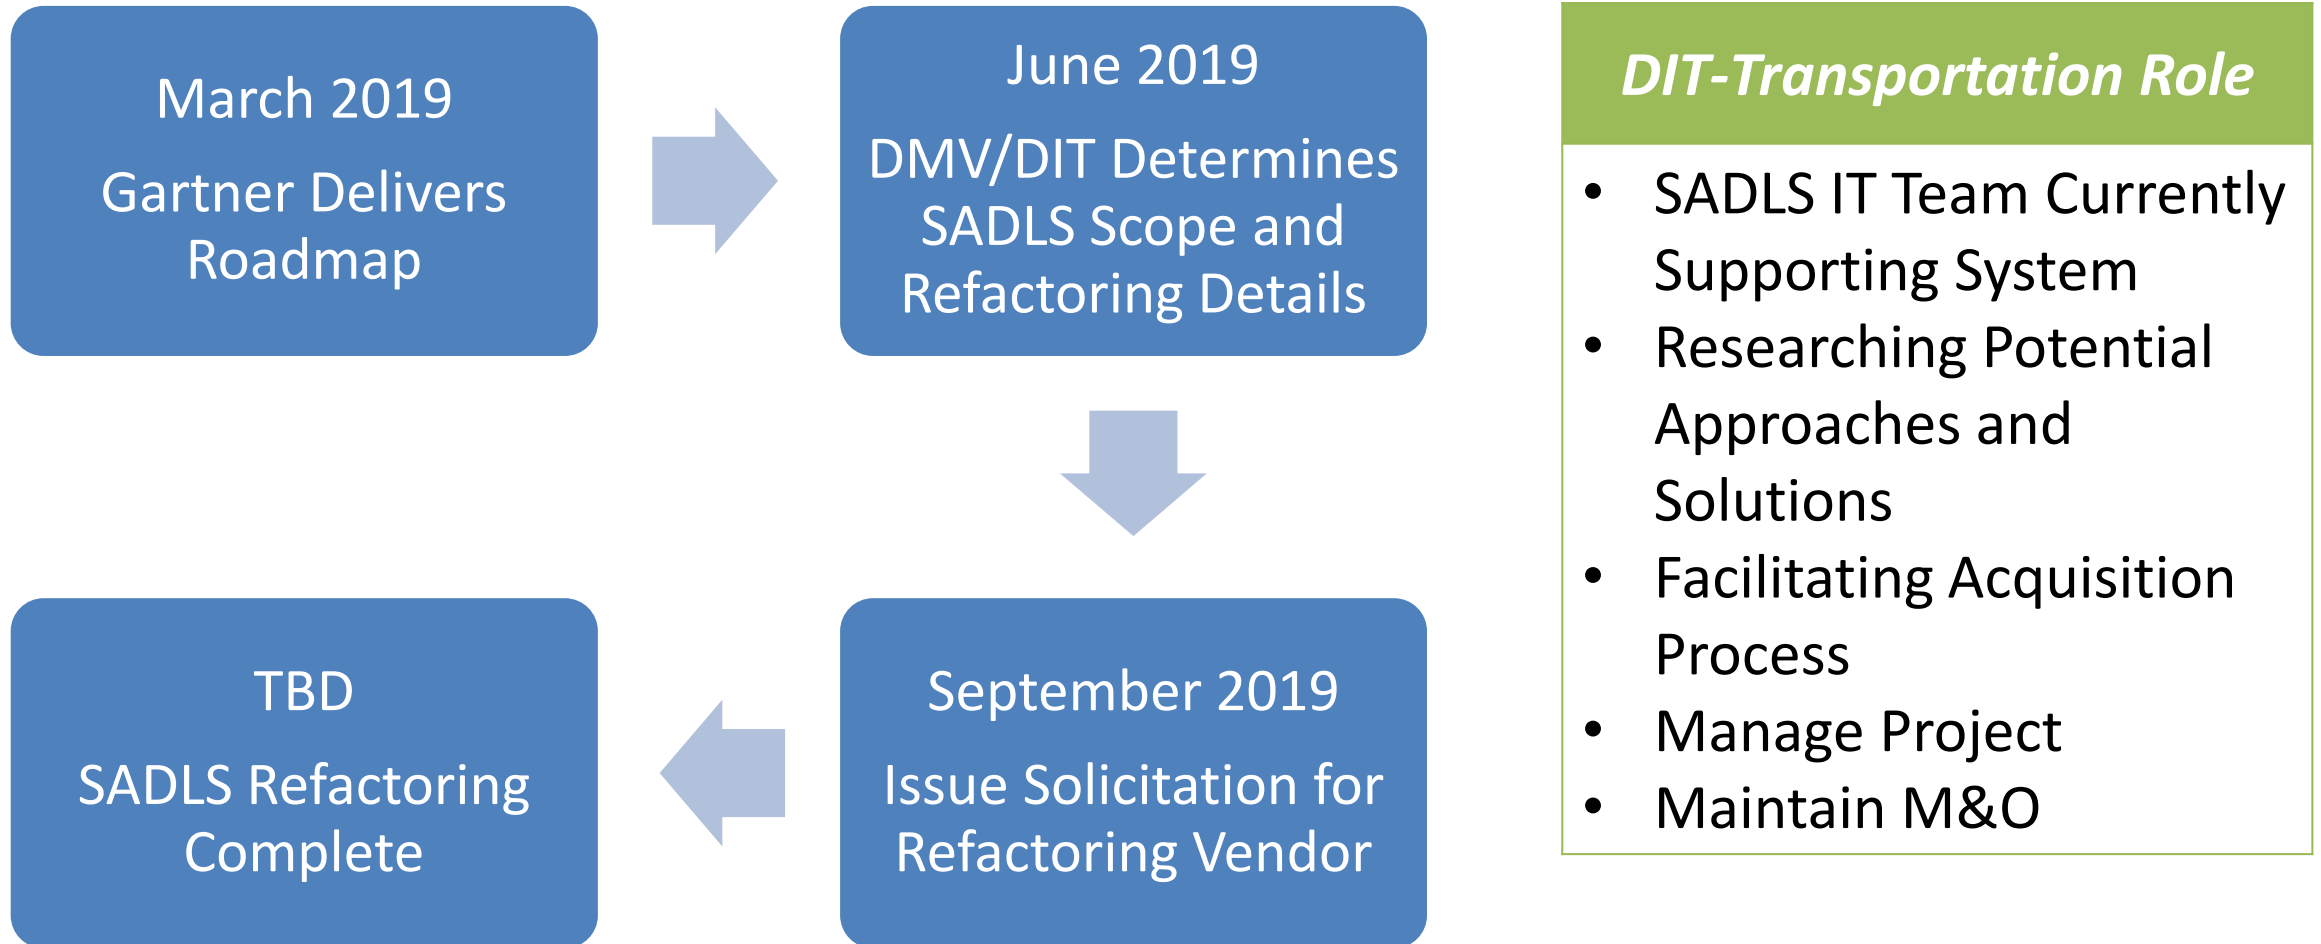 March 2019
Gartner Delivers
Roadmap
June 2019
DMV/DIT Determines
SADLS Scope and
Refactoring Details
September 2019
Issue Solicitation for
Refactoring Vendor
TBD
SADLS Refactoring
Complete
DIT-Transportation Role
• SADLS IT Team Currently
Supporting System
• Researching Potential
Approaches and
Solutions
• Facilitating Acquisition
Process
• Manage Project
• Maintain M&O